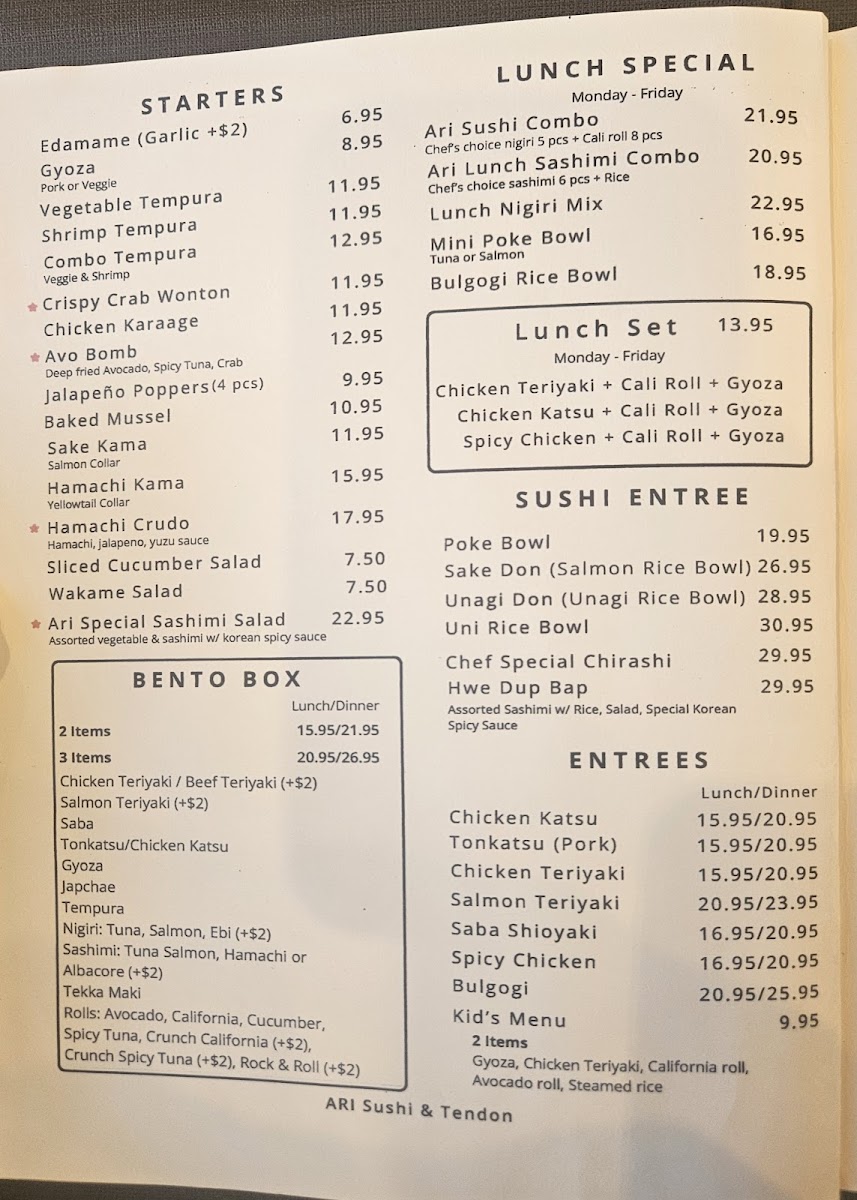 STARTERS
Edamame (Garlic +$2) 6.95
Gyoza 8.95
Pork or Veggie
Vegetable Tempura 11.95
Shrimp Tempura 11.95
Combo Tempura 12.95
Veggie & Shrimp
Crispy Crab Wonton 11.95
Chicken Karaage 11.95
Avo Bomb 12.95
Deep fried Avocado, Spicy Tuna, Crab
Jalapeño Poppers(4 pcs) 9.95
Baked Mussel 10.95
Sake Kama 11.95
Salmon Collar
Hamachi Kama 15.95
Yellowtail Collar
Hamachi Crudo 17.95
Hamachi, jalapeno, yuzu sauce
Sliced Cucumber Salad 7.50
Wakame Salad 7.50
Ari Special Sashimi Salad 22.95
Assorted vegetable & sashimi w/ korean spicy sauce
BENTO BOX
Lunch/Dinner
2 Items 15.95/21.95
3 Items 20.95/26.95
Chicken Teriyaki / Beef Teriyaki (+$2)
Salmon Teriyaki (+$2)
Saba
Tonkatsu/Chicken Katsu
Gyoza
Japchae
Tempura
Nigiri: Tuna, Salmon, Ebi (+$2)
Sashimi: Tuna Salmon, Hamachi or
Albacore (+$2)
Tekka Maki
Rolls: Avocado, California, Cucumber,
Spicy Tuna, Crunch California (+$2),
Crunch Spicy Tuna (+$2), Rock & Roll (+$2)
LUNCH SPECIAL
Monday - Friday
Ari Sushi Combo 21.95
Chef's choice nigiri 5 pcs + Cali roll 8 pcs
Ari Lunch Sashimi Combo 20.95
Chef's choice sashimi 6 pcs + Rice
Lunch Nigiri Mix 22.95
Mini Poke Bowl 16.95
Tuna or Salmon
Bulgogi Rice Bowl 18.95
Lunch Set 13.95
Monday - Friday
Chicken Teriyaki + Cali Roll + Gyoza
Chicken Katsu + Cali Roll + Gyoza
Spicy Chicken + Cali Roll + Gyoza
SUSHI ENTREE
Poke Bowl 19.95
Sake Don (Salmon Rice Bowl) 26.95
Unagi Don (Unagi Rice Bowl) 28.95
Uni Rice Bowl 30.95
Chef Special Chirashi 29.95
Hwe Dup Bap 29.95
Assorted Sashimi w/ Rice, Salad, Special Korean
Spicy Sauce
ENTREES
Lunch/Dinner
Chicken Katsu 15.95/20.95
Tonkatsu (Pork) 15.95/20.95
Chicken Teriyaki 15.95/20.95
Salmon Teriyaki 20.95/23.95
Saba Shioyaki 16.95/20.95
Spicy Chicken 16.95/20.95
Bulgogi 20.95/25.95
Kid's Menu 9.95
2 Items
Gyoza, Chicken Teriyaki, California roll,
Avocado roll, Steamed rice
ARI Sushi & Tendon